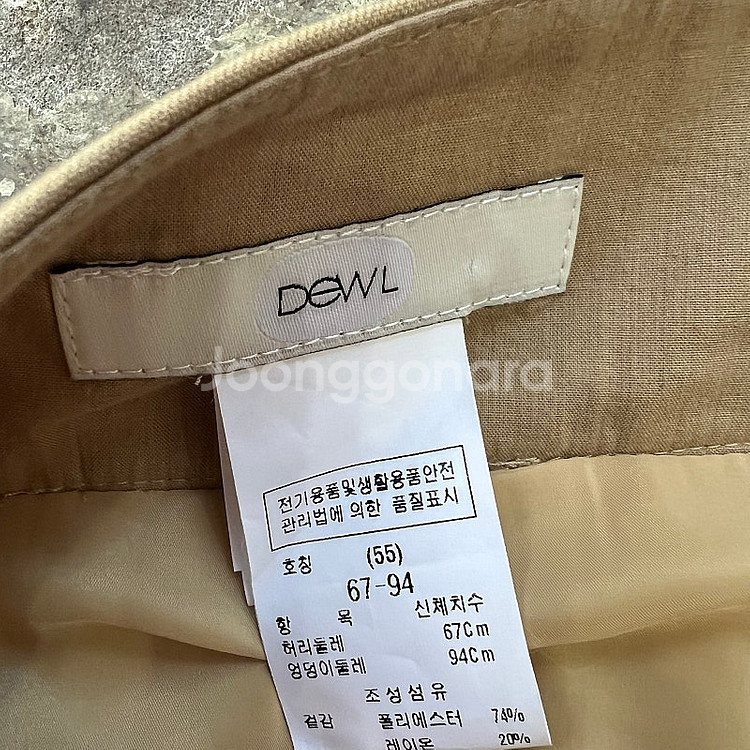 DEWL
Joonggonara
전기용품및생활용품안전
관리법에 의한 품질표시
호칭 (55)
67-94
항 목 신체치수
허리둘레 67Cm
엉덩이둘레 94Cm
조성섬유
겉감 폴리에스터 74%
레이온 20%